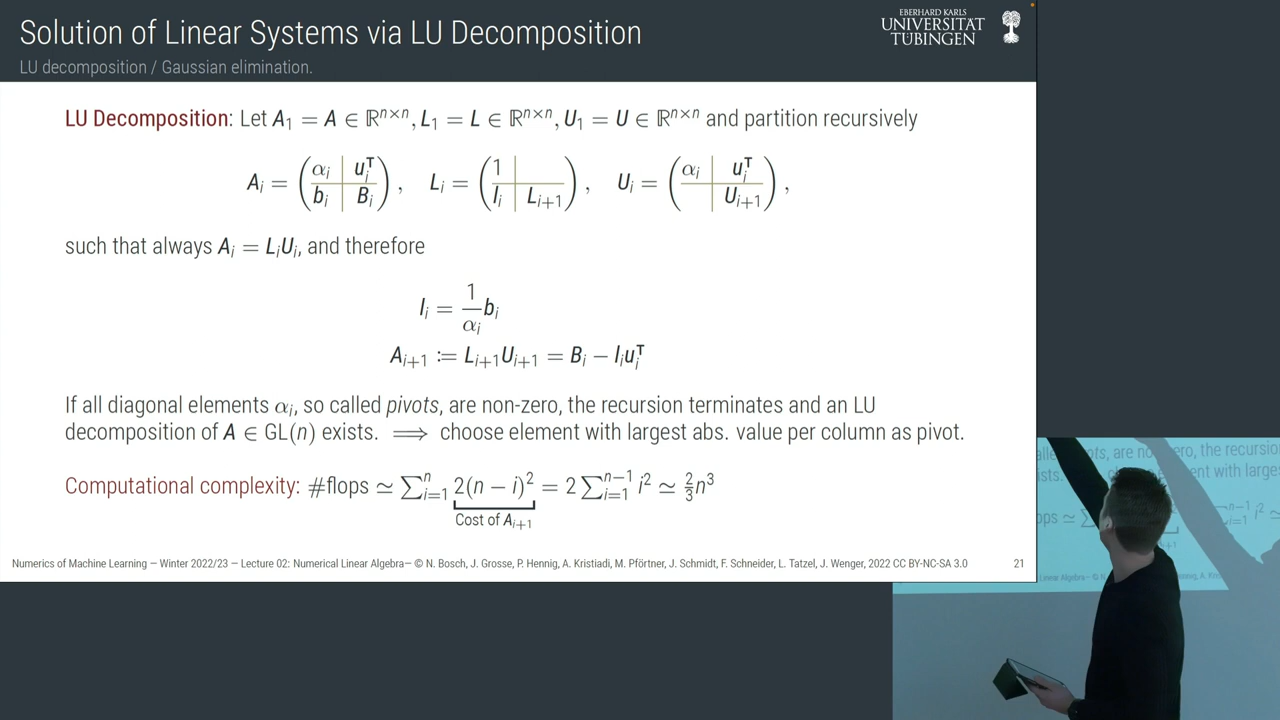 Solution of Linear Systems via LU Decomposition
LU decomposition / Gaussian elimination.
EBERHARD KARLS
UNIVERSITÄT
TÜBINGEN
LU Decomposition: Let A₁ = A ∈ ℝⁿˣⁿ, L₁ = L ∈ ℝⁿˣⁿ, U₁ = U ∈ ℝⁿˣⁿ and partition recursively
Aᵢ = (αᵢ | uᵢᵀ ; bᵢ | Bᵢ), Lᵢ = (1 | ; lᵢ | Lᵢ₊₁), Uᵢ = (αᵢ | uᵢᵀ ; | Uᵢ₊₁),
such that always Aᵢ = LᵢUᵢ, and therefore
lᵢ = 1/αᵢ bᵢ
Aᵢ₊₁ := Lᵢ₊₁Uᵢ₊₁ = Bᵢ − lᵢuᵢᵀ
If all diagonal elements αᵢ, so called pivots, are non-zero, the recursion terminates and an LU
decomposition of A ∈ GL(n) exists. ⟹ choose element with largest abs. value per column as pivot.
Computational complexity: #flops ≃ ∑ᵢ₌₁ⁿ 2(n − i)² = 2 ∑ᵢ₌₁ⁿ⁻¹ i² ≃ ⅔n³
Cost of Aᵢ₊₁
Numerics of Machine Learning — Winter 2022/23 — Lecture 02: Numerical Linear Algebra— © N. Bosch, J. Grosse, P. Hennig, A. Kristiadi, M. Pförtner, J. Schmidt, F. Schneider, L. Tatzel, J. Wenger, 2022 CC BY-NC-SA 3.0
21